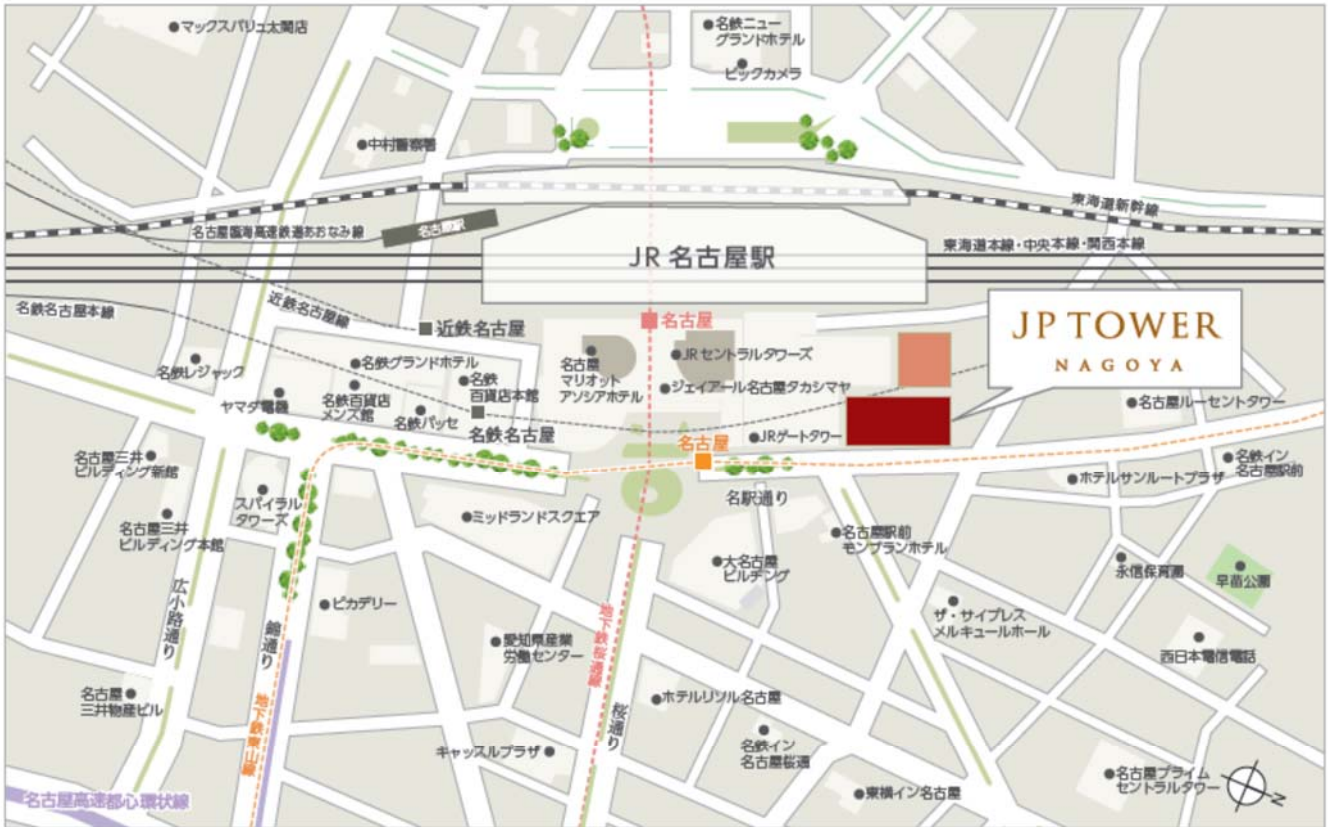 マックスバリュ太閤店
名鉄ニュー
グランドホテル
ビックカメラ
中村警察署
東海道新幹線
名古屋臨海高速鉄道あおなみ線
名古屋駅
JR 名古屋駅
東海道本線・中央本線・関西本線
名鉄名古屋本線
近鉄名古屋線
近鉄名古屋
名古屋
JP TOWER
NAGOYA
名鉄レジャック
名鉄グランドホテル
名古屋
マリオット
アソシアホテル
JRセントラルタワーズ
ヤマダ電機
名鉄百貨店
メンズ館
名鉄
百貨店本館
名鉄パッセ
ジェイアール名古屋タカシマヤ
名鉄名古屋
名古屋
JRゲートタワー
名古屋ルーセントタワー
名古屋三井
ビルディング新館
名鉄イン
名古屋駅前
スパイラル
タワーズ
名駅通り
ホテルサンルートプラザ
名古屋三井
ビルディング本館
ミッドランドスクエア
名古屋駅前
モンブランホテル
大名古屋
ビルヂング
永信保育園
早苗公園
広小路通り
ピカデリー
錦通り
愛知県産業
労働センター
地下鉄桜通線
ザ・サイプレス
メルキュールホール
西日本電信電話
名古屋
三井物産ビル
地下鉄東山線
ホテルリソル名古屋
桜通り
キャッスルプラザ
名鉄イン
名古屋桜通
名古屋高速都心環状線
東横イン名古屋
名古屋プライム
セントラルタワー
N